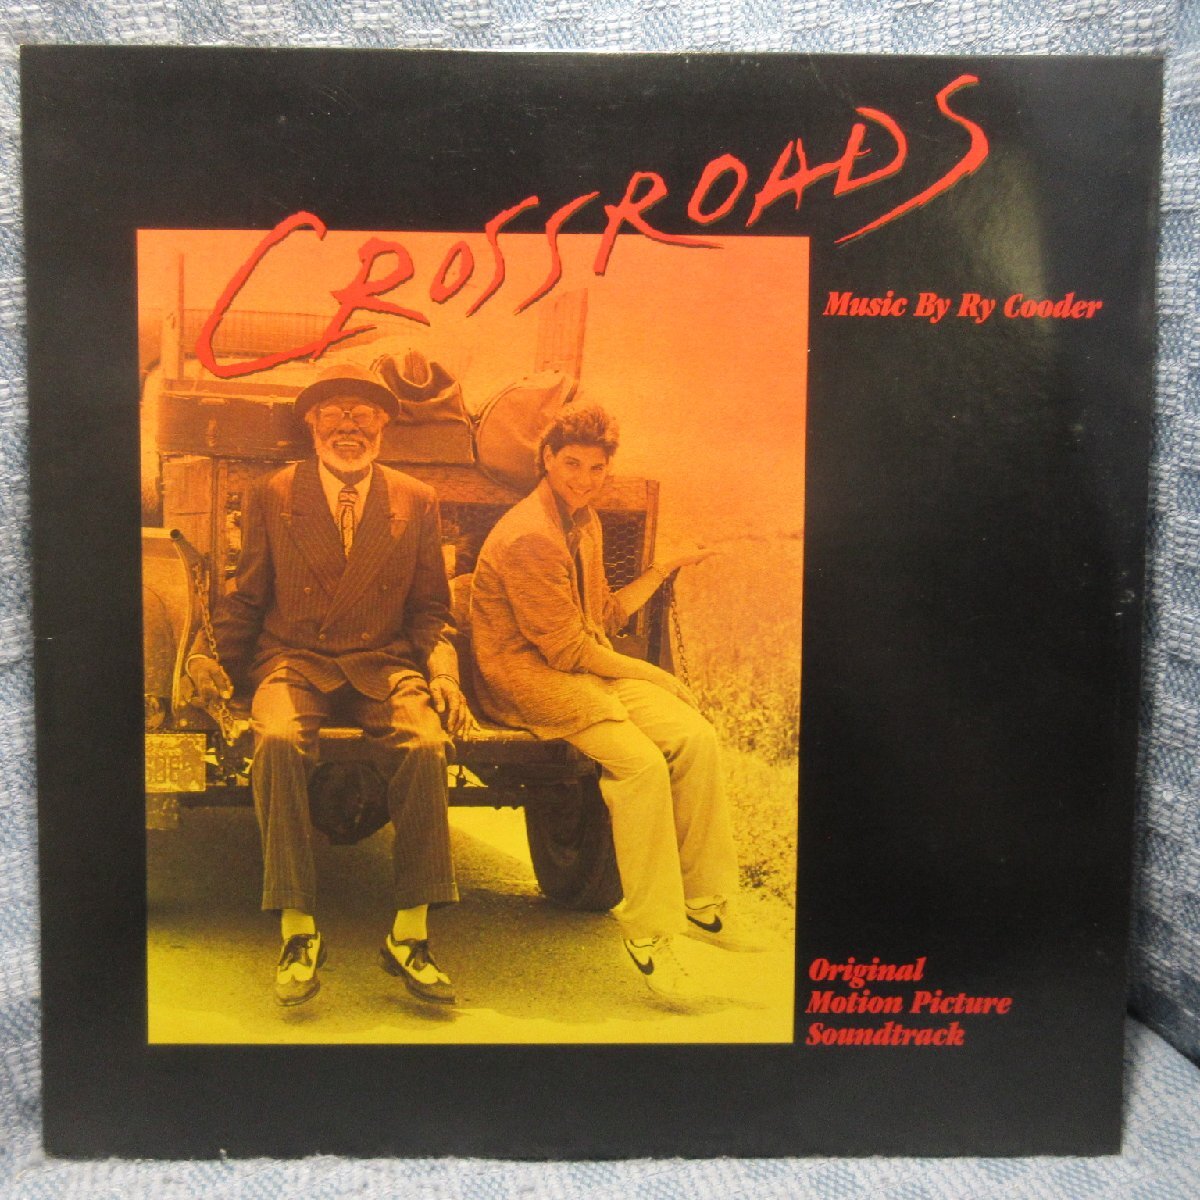 CROSSROADS
Music By Ry Cooder
Original
Motion Picture
Soundtrack